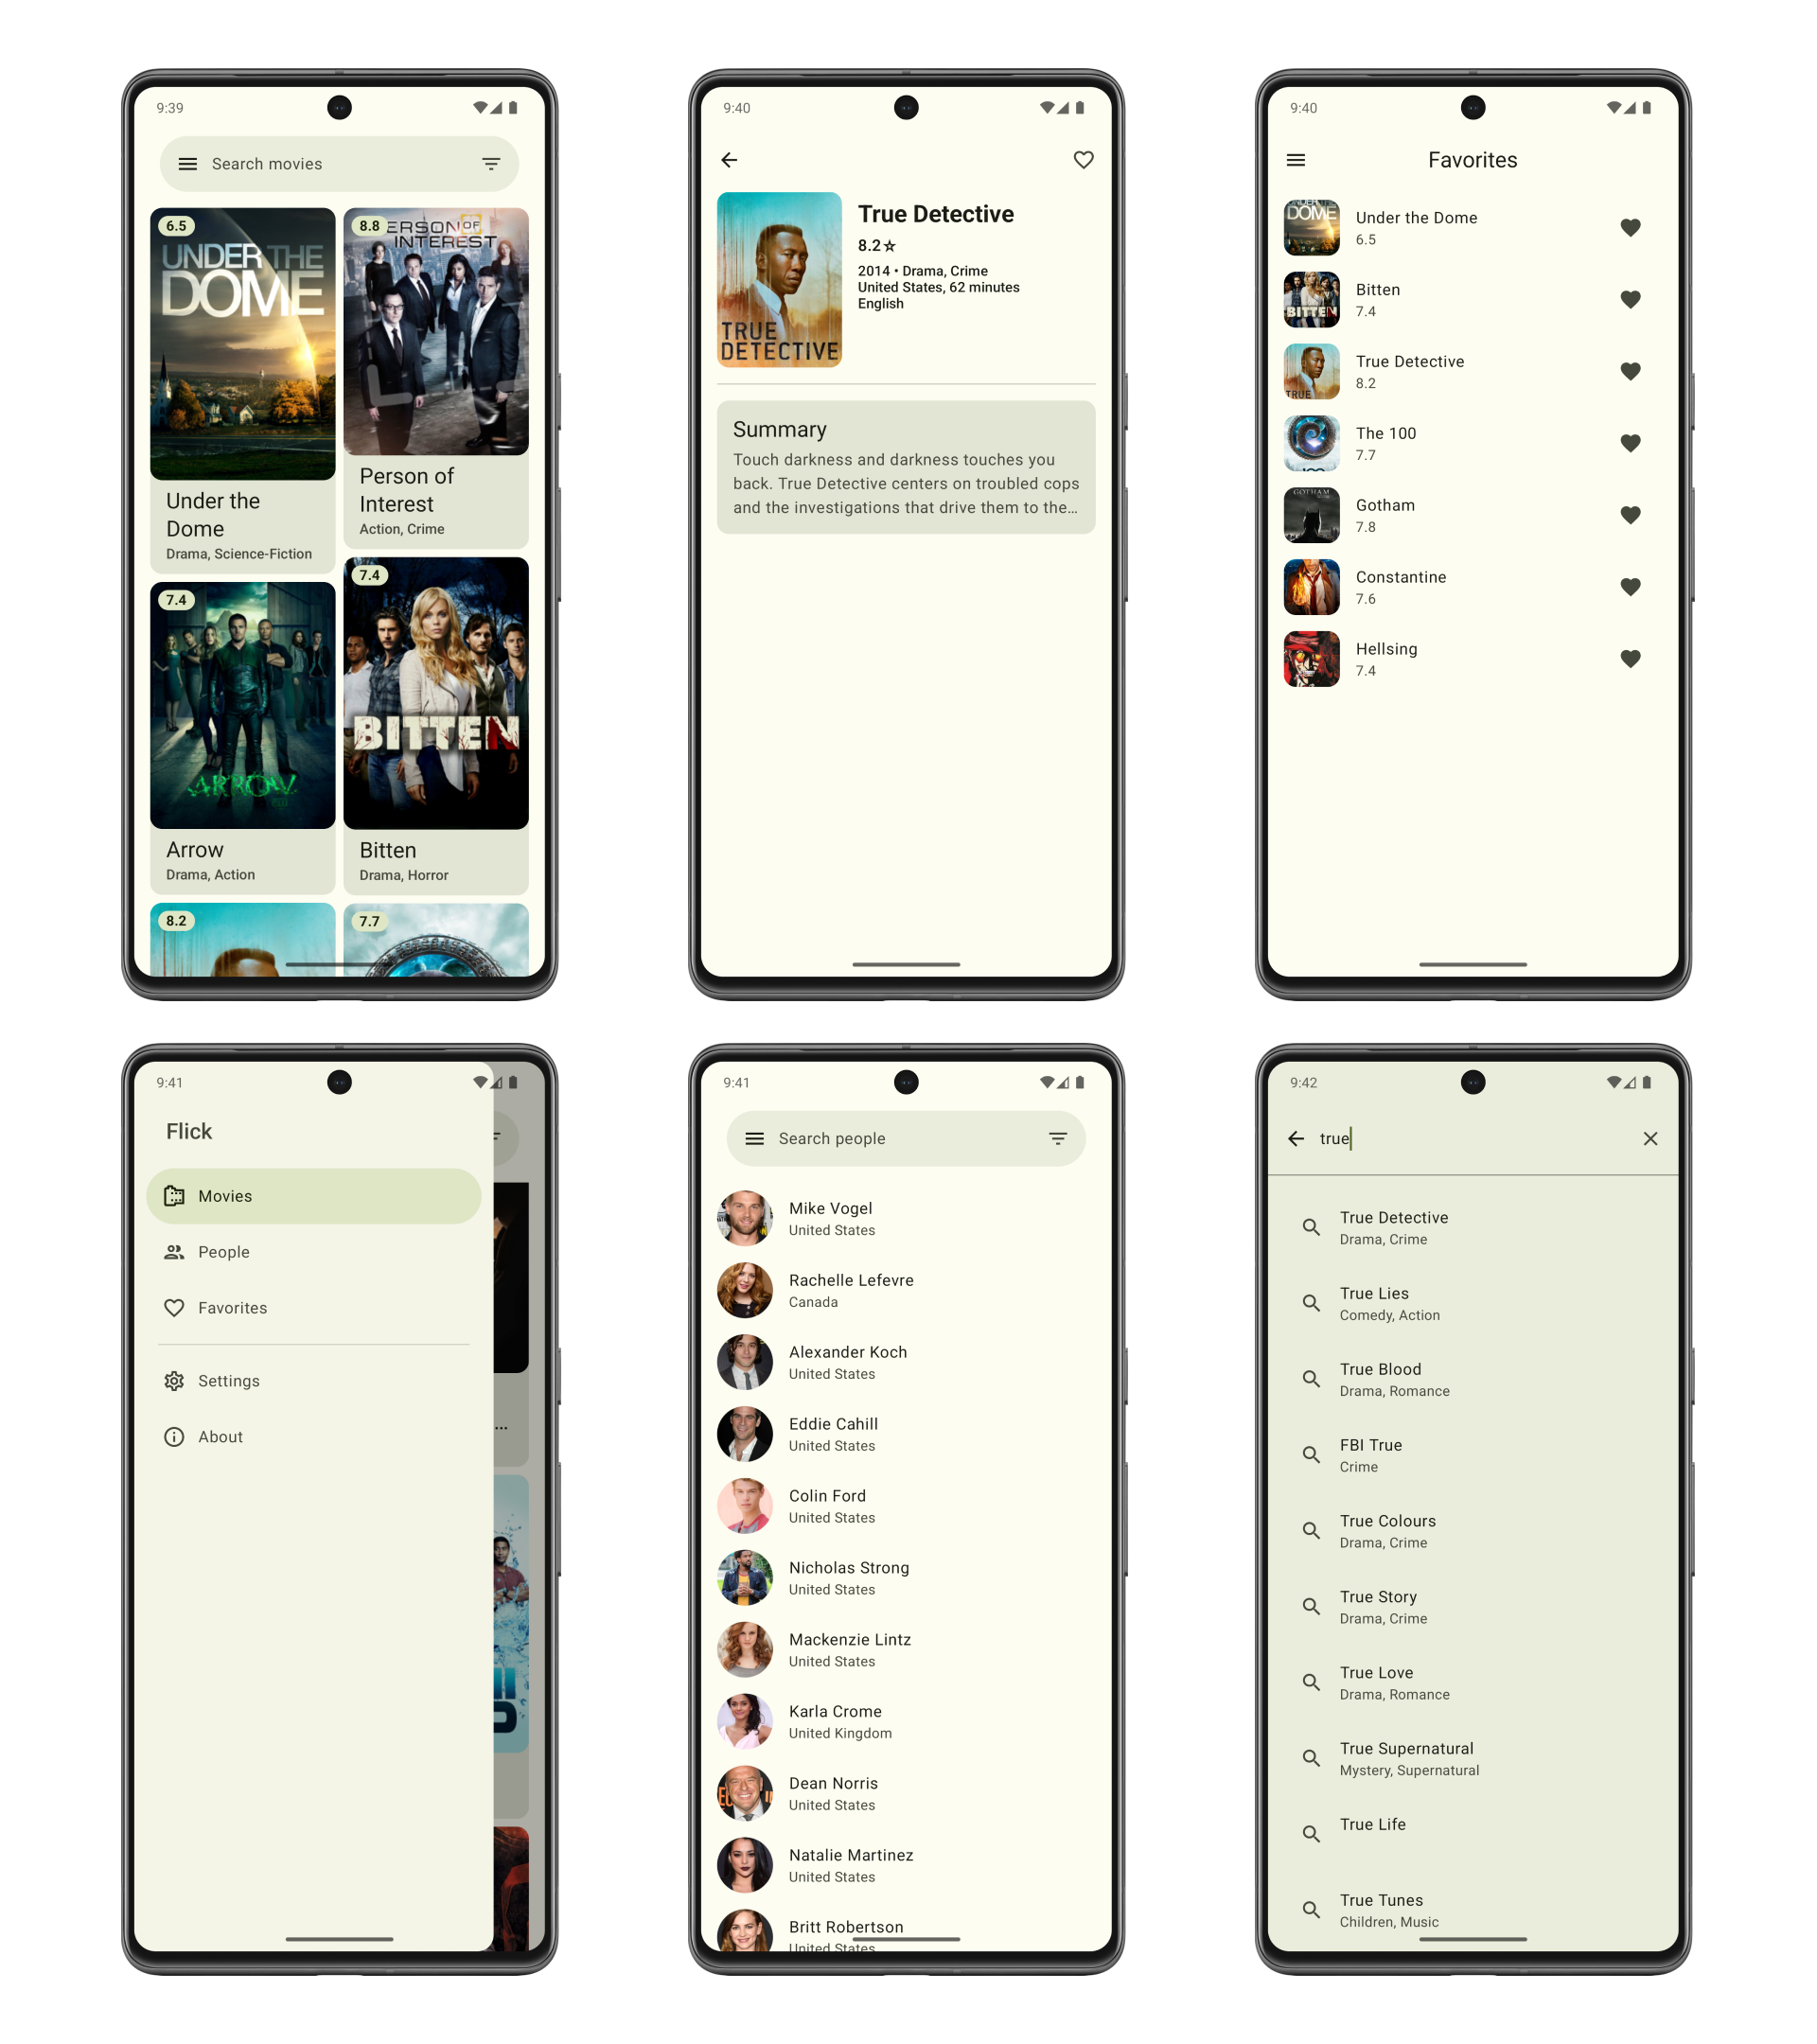 9:39
Search movies
6.5
UNDER THE
DOME
Under the
Dome
Drama, Science-Fiction
8.8
PERSON OF
INTEREST
Person of
Interest
Action, Crime
7.4
ARROW
Arrow
Drama, Action
7.4
BITTEN
Bitten
Drama, Horror
8.2
7.7
9:40
True Detective
8.2☆
2014 • Drama, Crime
United States, 62 minutes
English
TRUE
DETECTIVE
Summary
Touch darkness and darkness touches you
back. True Detective centers on troubled cops
and the investigations that drive them to the…
9:40
Favorites
UNDER THE
DOME
Under the Dome
6.5
BITTEN
Bitten
7.4
TRUE
True Detective
8.2
The 100
7.7
GOTHAM
Gotham
7.8
Constantine
7.6
Hellsing
7.4
9:41
Flick
Movies
People
Favorites
Settings
About
…
9:41
Search people
Mike Vogel
United States
Rachelle Lefevre
Canada
Alexander Koch
United States
Eddie Cahill
United States
Colin Ford
United States
Nicholas Strong
United States
Mackenzie Lintz
United States
Karla Crome
United Kingdom
Dean Norris
United States
Natalie Martinez
United States
Britt Robertson
United States
9:42
true
True Detective
Drama, Crime
True Lies
Comedy, Action
True Blood
Drama, Romance
FBI True
Crime
True Colours
Drama, Crime
True Story
Drama, Crime
True Love
Drama, Romance
True Supernatural
Mystery, Supernatural
True Life
True Tunes
Children, Music